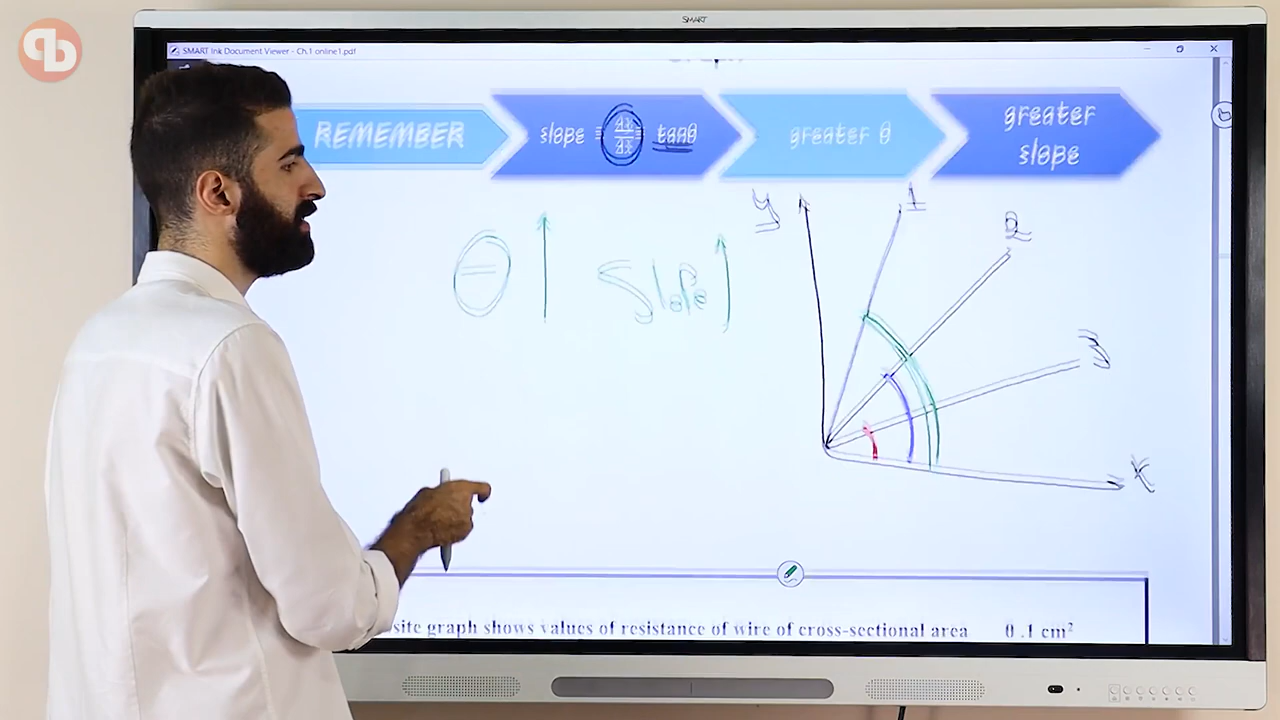 SMART
qb
SMART Ink Document Viewer - Ch.1 online1.pdf
REMEMBER
slope = Δy/Δx = tanθ
greater θ
greater
slope
θ ↑ slope ↑
y
1
2
3
x
site graph shows values of resistance of wire of cross-sectional area 0.1 cm²